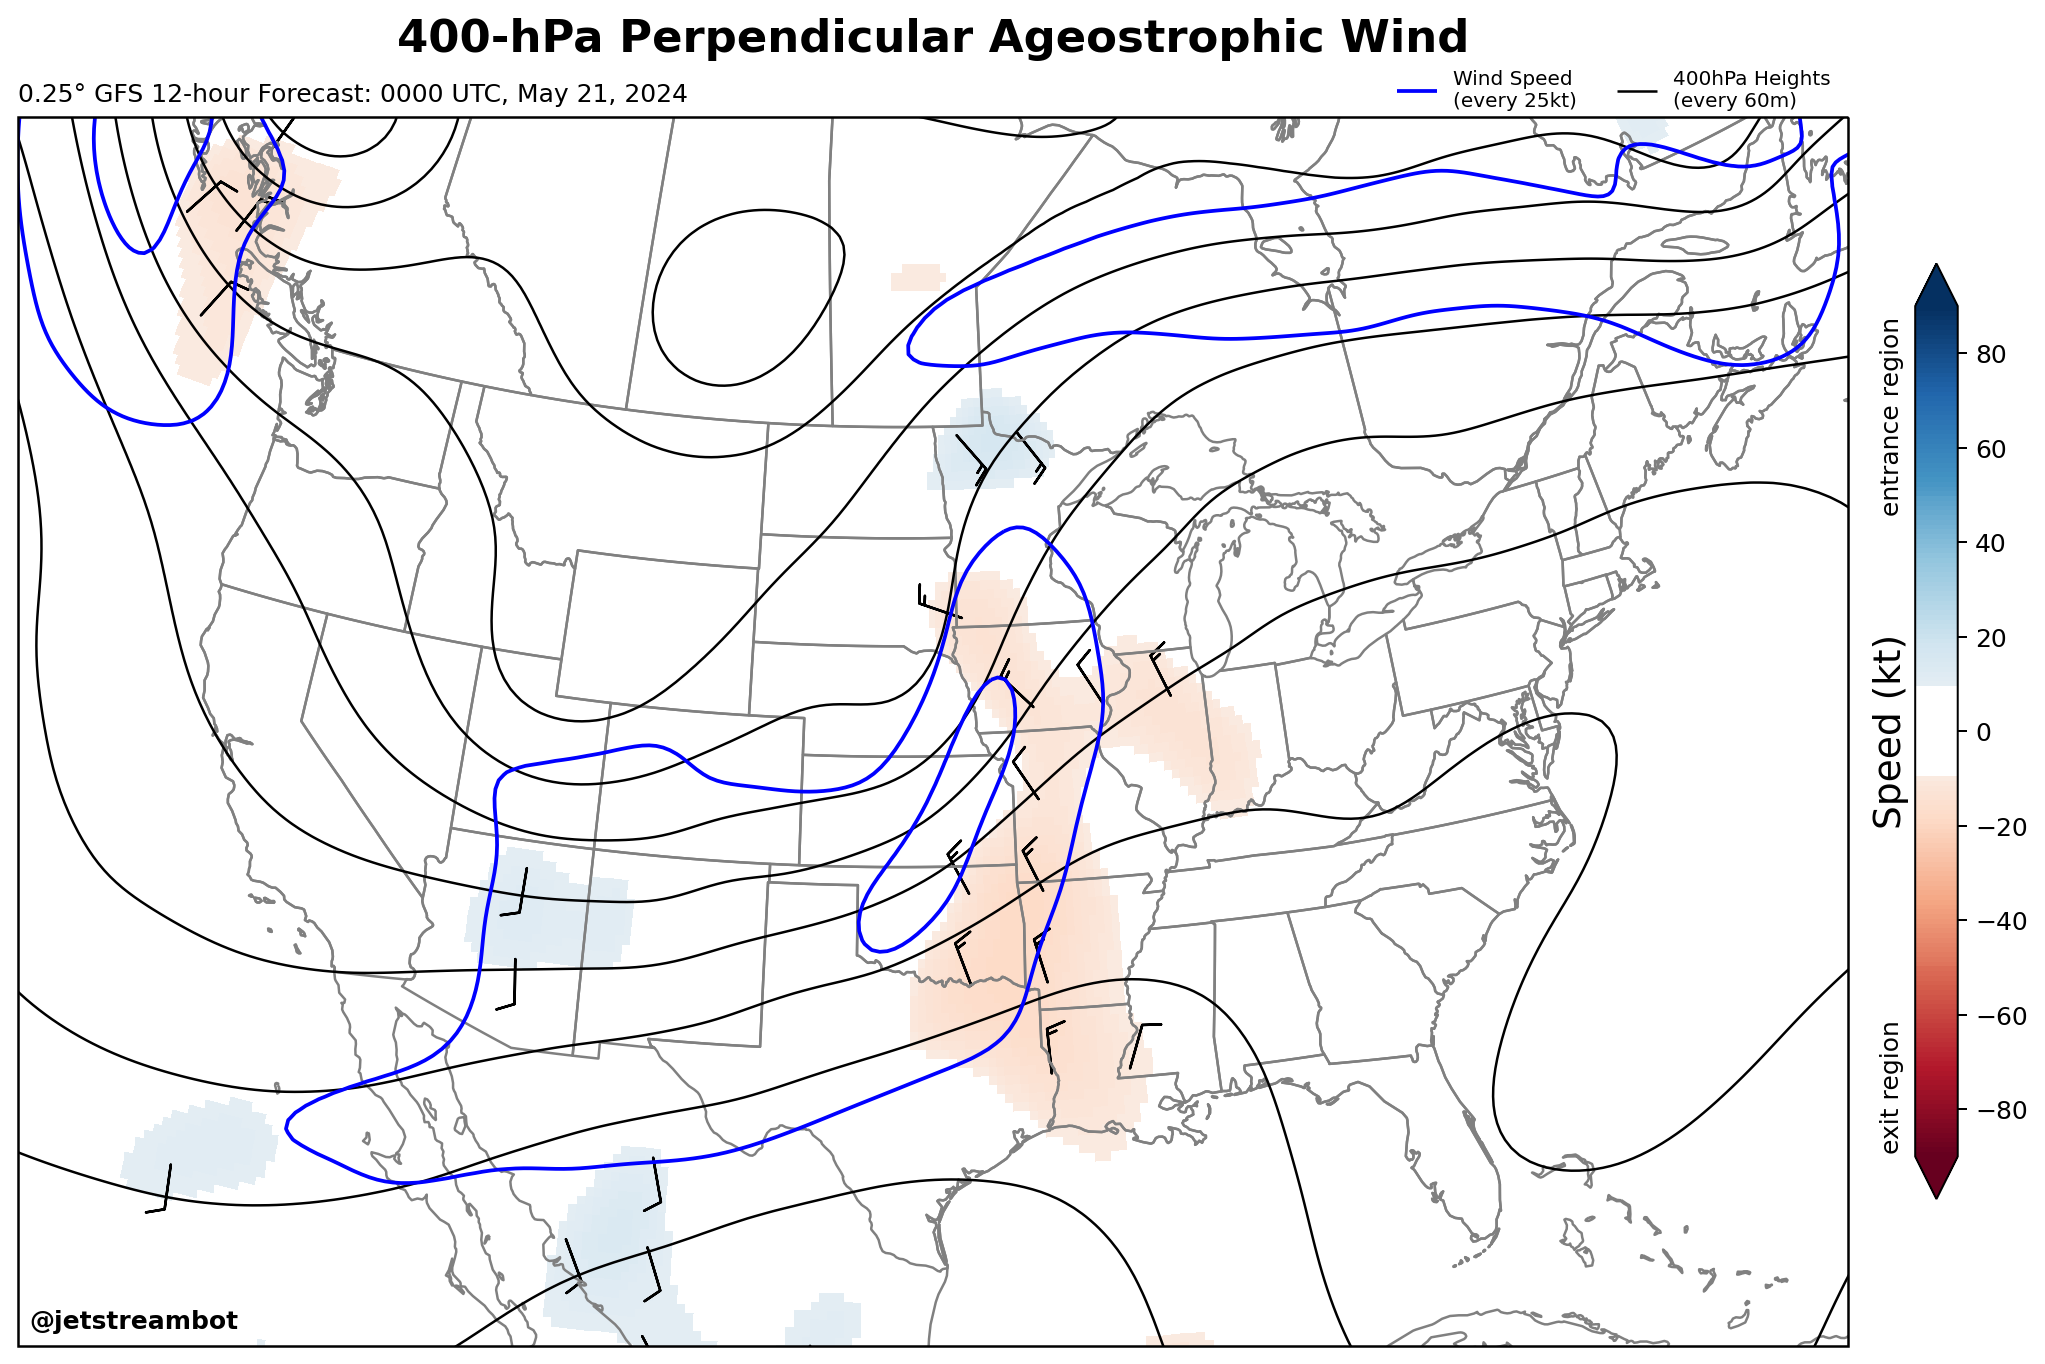 400-hPa Perpendicular Ageostrophic Wind
0.25° GFS 12-hour Forecast: 0000 UTC, May 21, 2024
Wind Speed
(every 25kt)
400hPa Heights
(every 60m)
entrance region
Speed (kt)
exit region
80
60
40
20
0
−20
−40
−60
−80
@jetstreambot